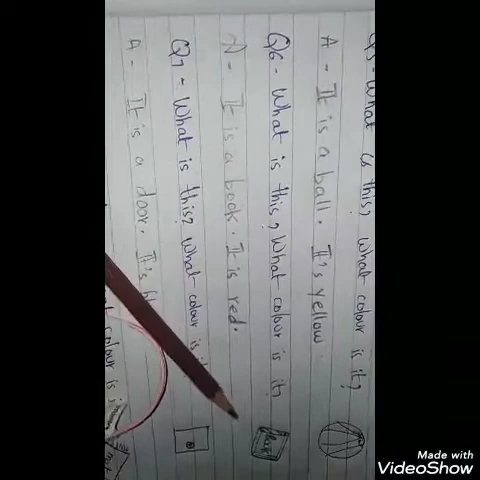 Q5- What is this, what colour is it?
A - It is a ball. It's yellow.
Q6 - What is this, What colour is it?
A - It is a book. It is red.
Q7 - What is this? What colour is
A - It is a door. It's
colour is
Book
Made with
VideoShow